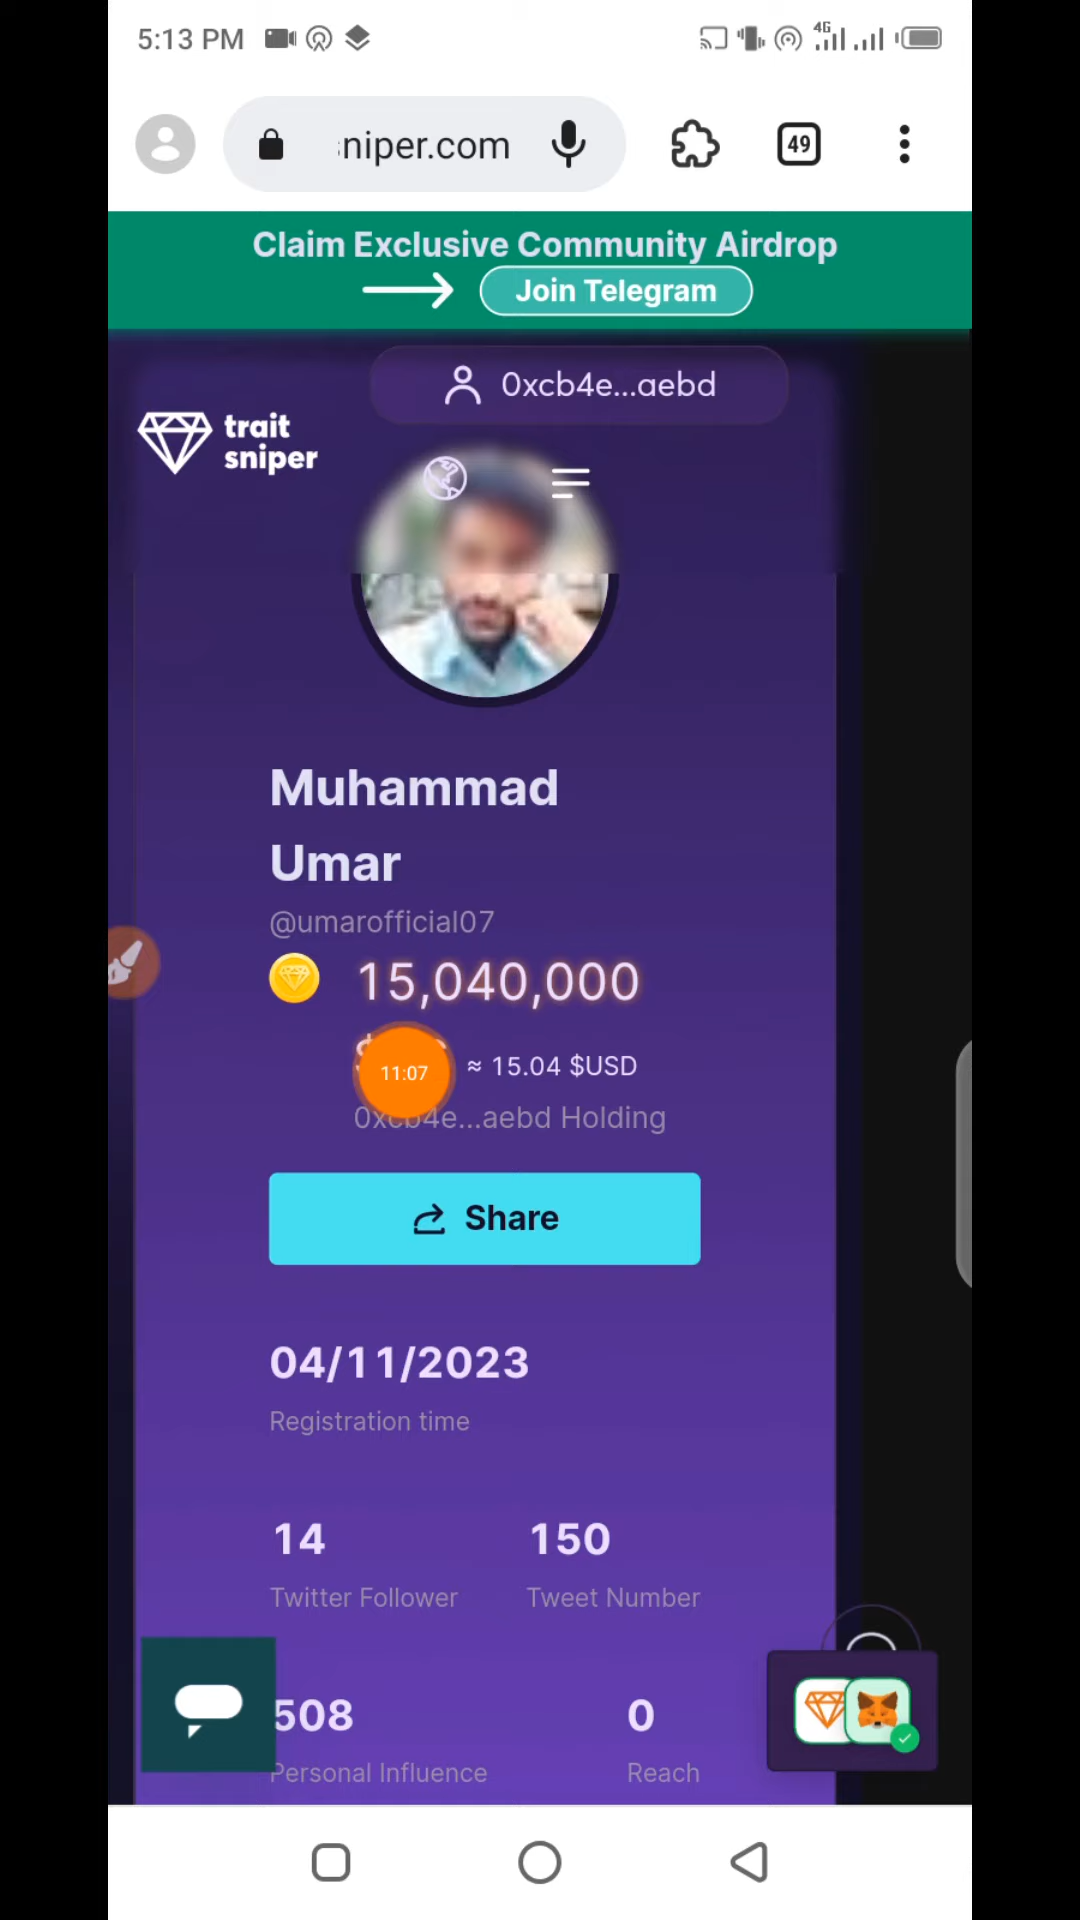 5:13 PM
4G
niper.com
49
Claim Exclusive Community Airdrop
Join Telegram
0xcb4e...aebd
trait
sniper
Muhammad
Umar
@umarofficial07
15,040,000
11:07
≈ 15.04 $USD
0xcb4e...aebd Holding
Share
04/11/2023
Registration time
14
150
Twitter Follower
Tweet Number
508
0
Personal Influence
Reach